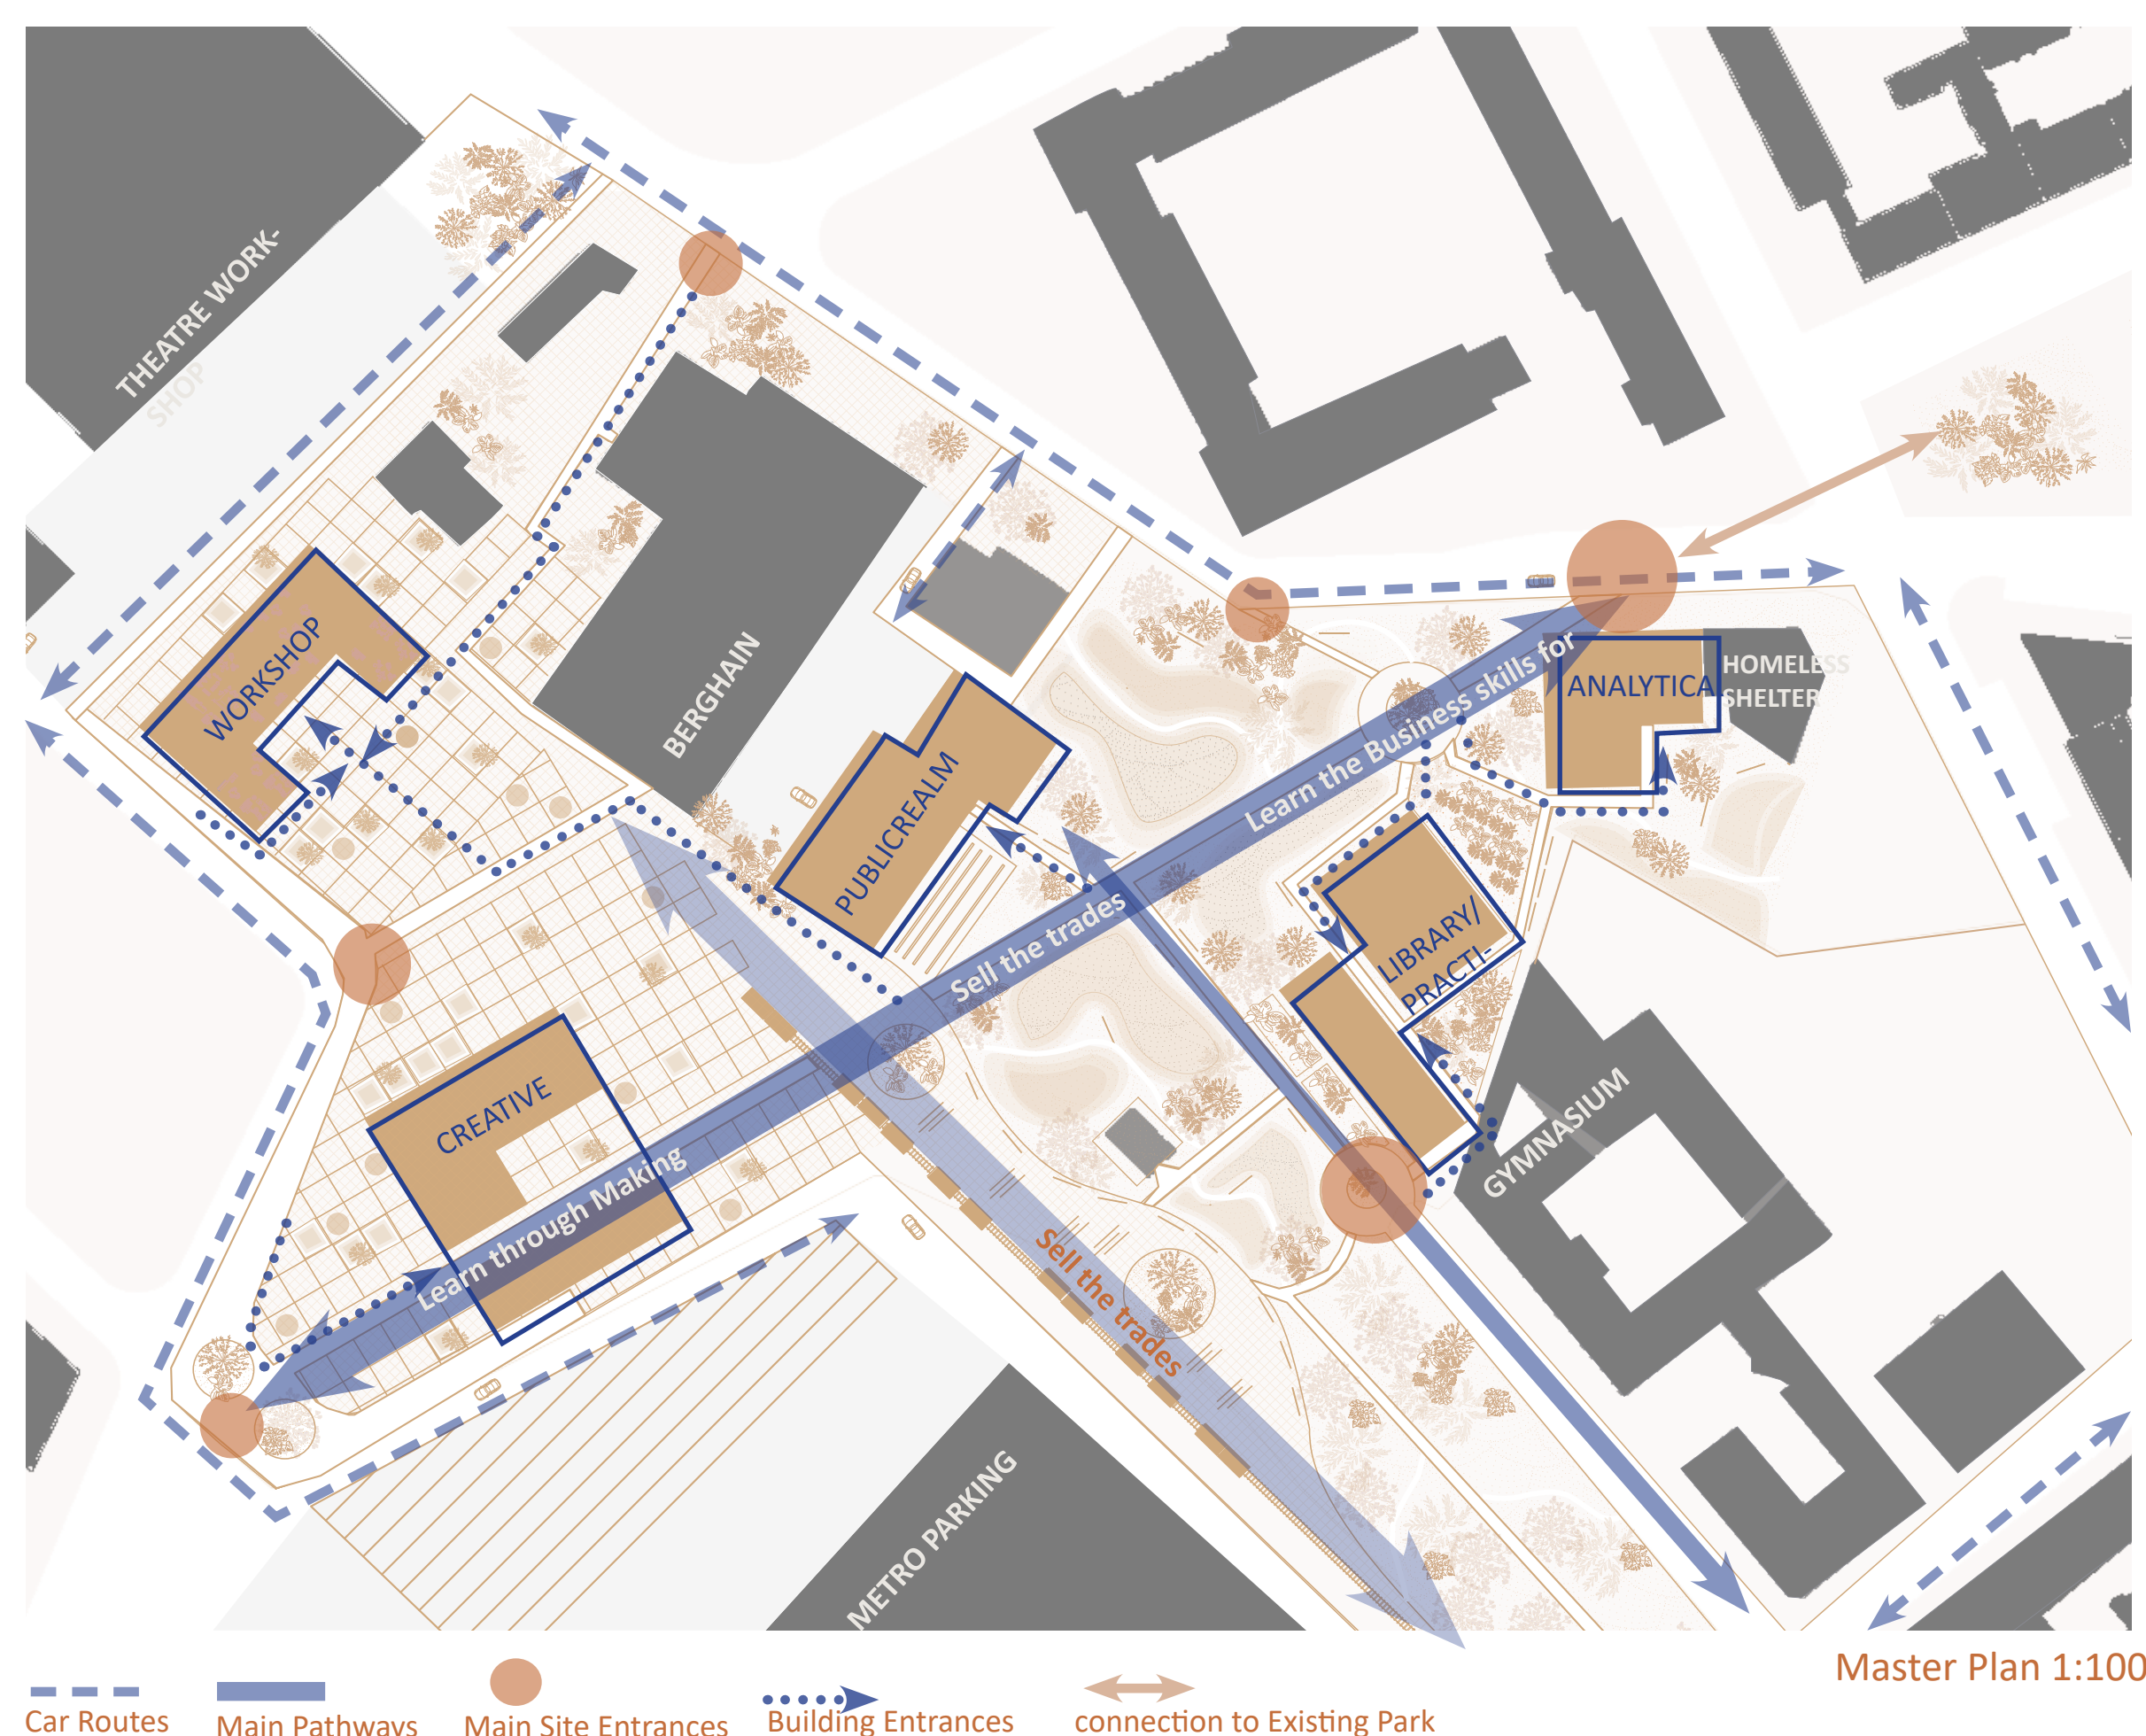 THEATRE WORK-
SHOP
WORKSHOP
BERGHAIN
PUBLICREALM
Learn the Business skills for
ANALYTICA
HOMELESS
SHELTER
Sell the trades
LIBRARY/
PRACTI-
CREATIVE
Learn through Making
GYMNASIUM
Sell the trades
METRO PARKING
Master Plan 1:100
Car Routes
Main Pathways
Main Site Entrances
Building Entrances
connection to Existing Park